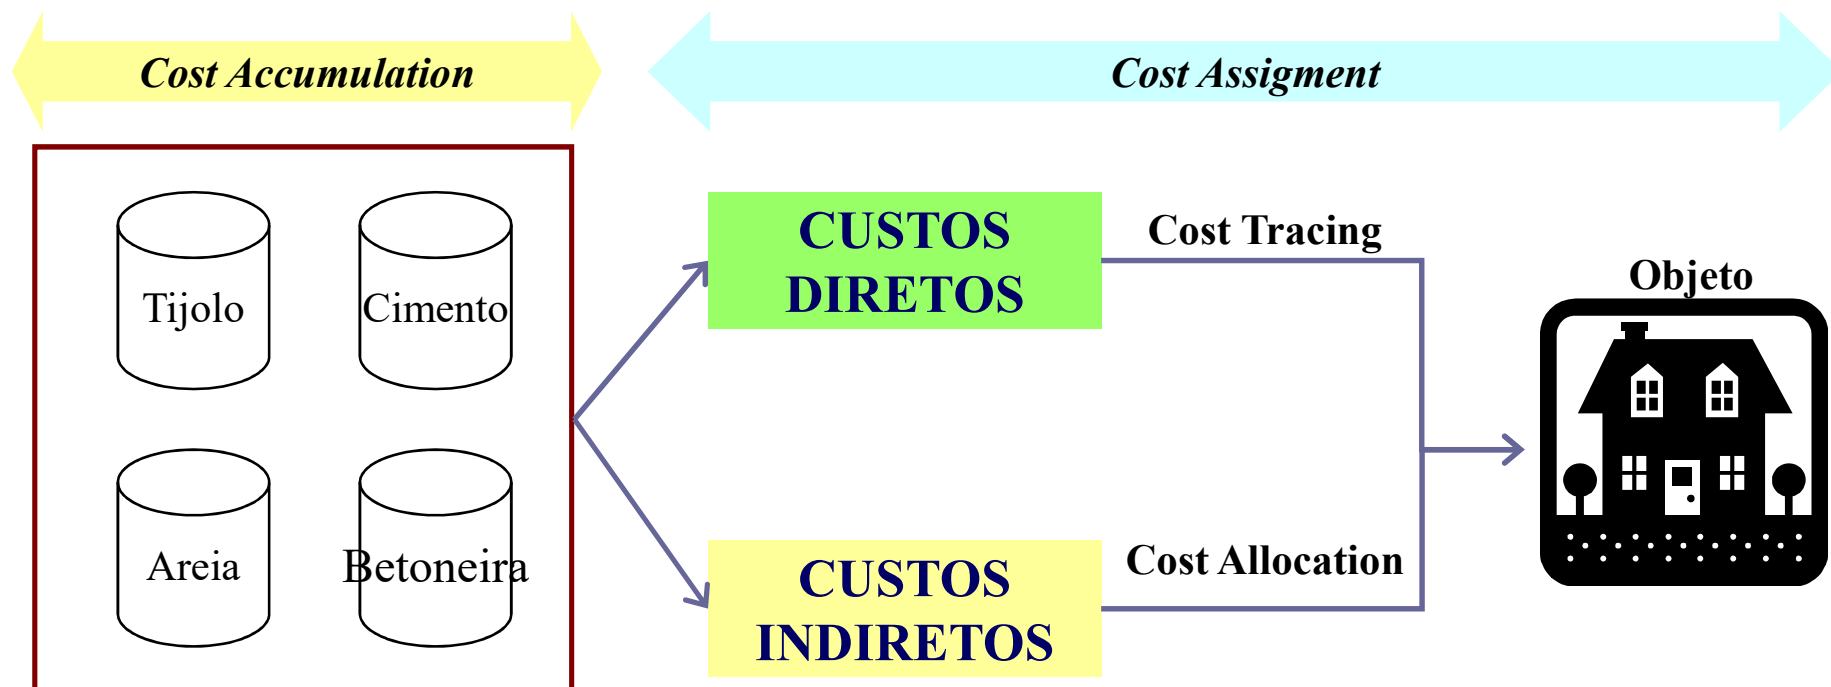 Cost Accumulation
Cost Assigment
Tijolo
Cimento
Areia
Betoneira
CUSTOS
DIRETOS
Cost Tracing
CUSTOS
INDIRETOS
Cost Allocation
Objeto